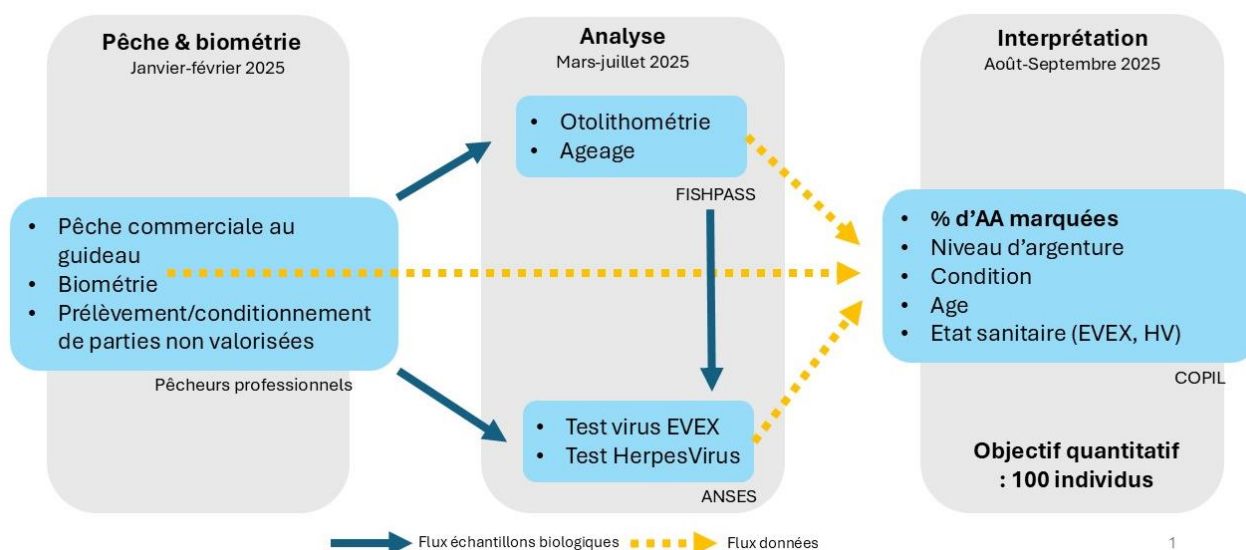 Pêche & biométrie
Janvier-février 2025
• Pêche commerciale au
guideau
• Biométrie
• Prélèvement/conditionnement
de parties non valorisées
Pêcheurs professionnels
Analyse
Mars-juillet 2025
• Otolithométrie
• Ageage
FISHPASS
• Test virus EVEX
• Test HerpesVirus
ANSES
Interprétation
Août-Septembre 2025
• % d’AA marquées
• Niveau d’argenture
• Condition
• Age
• Etat sanitaire (EVEX, HV)
COPIL
Objectif quantitatif
: 100 individus
Flux échantillons biologiques
Flux données
1